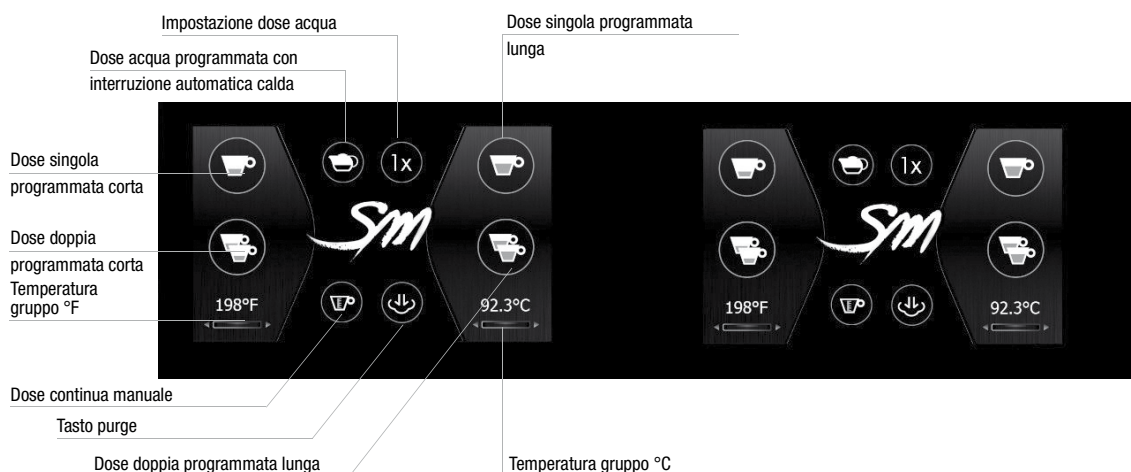 Impostazione dose acqua
Dose singola programmata
lunga
Dose acqua programmata con
interruzione automatica calda
Dose singola
programmata corta
Dose doppia
programmata corta
Temperatura
gruppo °F
1x
SM
198°F
92.3°C
1x
SM
198°F
92.3°C
Dose continua manuale
Tasto purge
Dose doppia programmata lunga
Temperatura gruppo °C